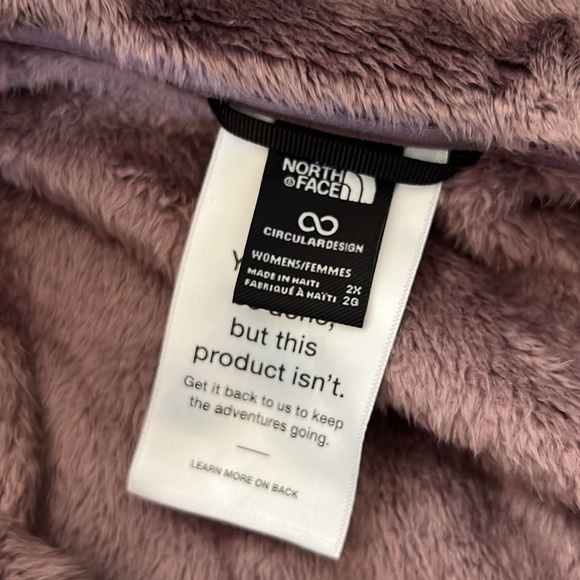 NORTH
® FACE
CIRCULARDESIGN
WOMENS/FEMMES
MADE IN HAITI 2X
FABRIQUÉ À HAÏTI 2G
but this
product isn't.
Get it back to us to keep
the adventures going.
LEARN MORE ON BACK